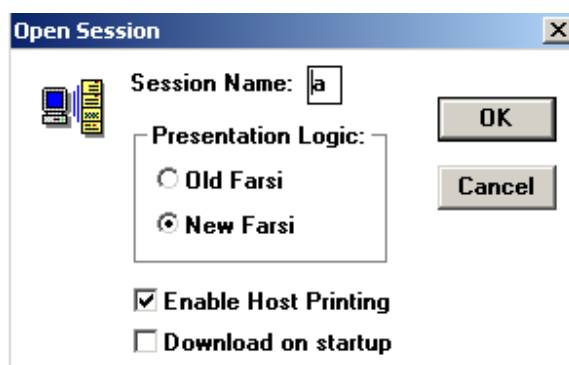 Open Session
Session Name: a
Presentation Logic:
Old Farsi
New Farsi
Enable Host Printing
Download on startup
OK
Cancel